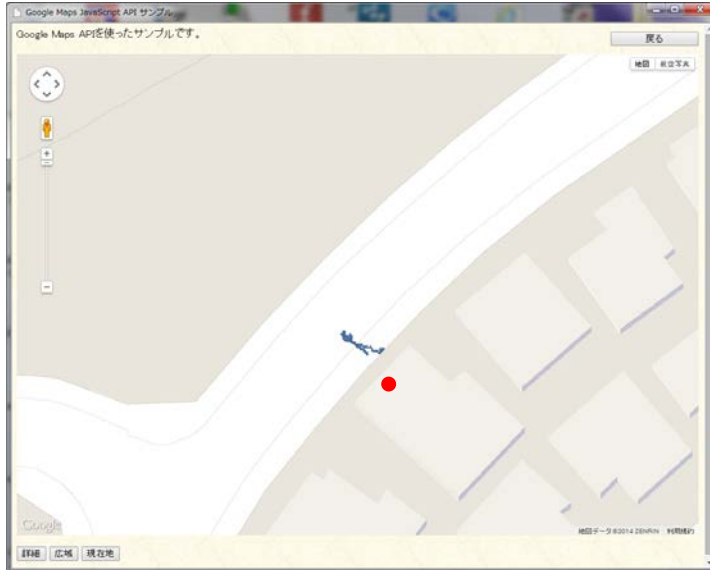 Google Maps JavaScript API サンプル
Google Maps APIを使ったサンプルです。
戻る
地図 航空写真
Google
地図データ ©2014 ZENRIN 利用規約
詳細 広域 現在地